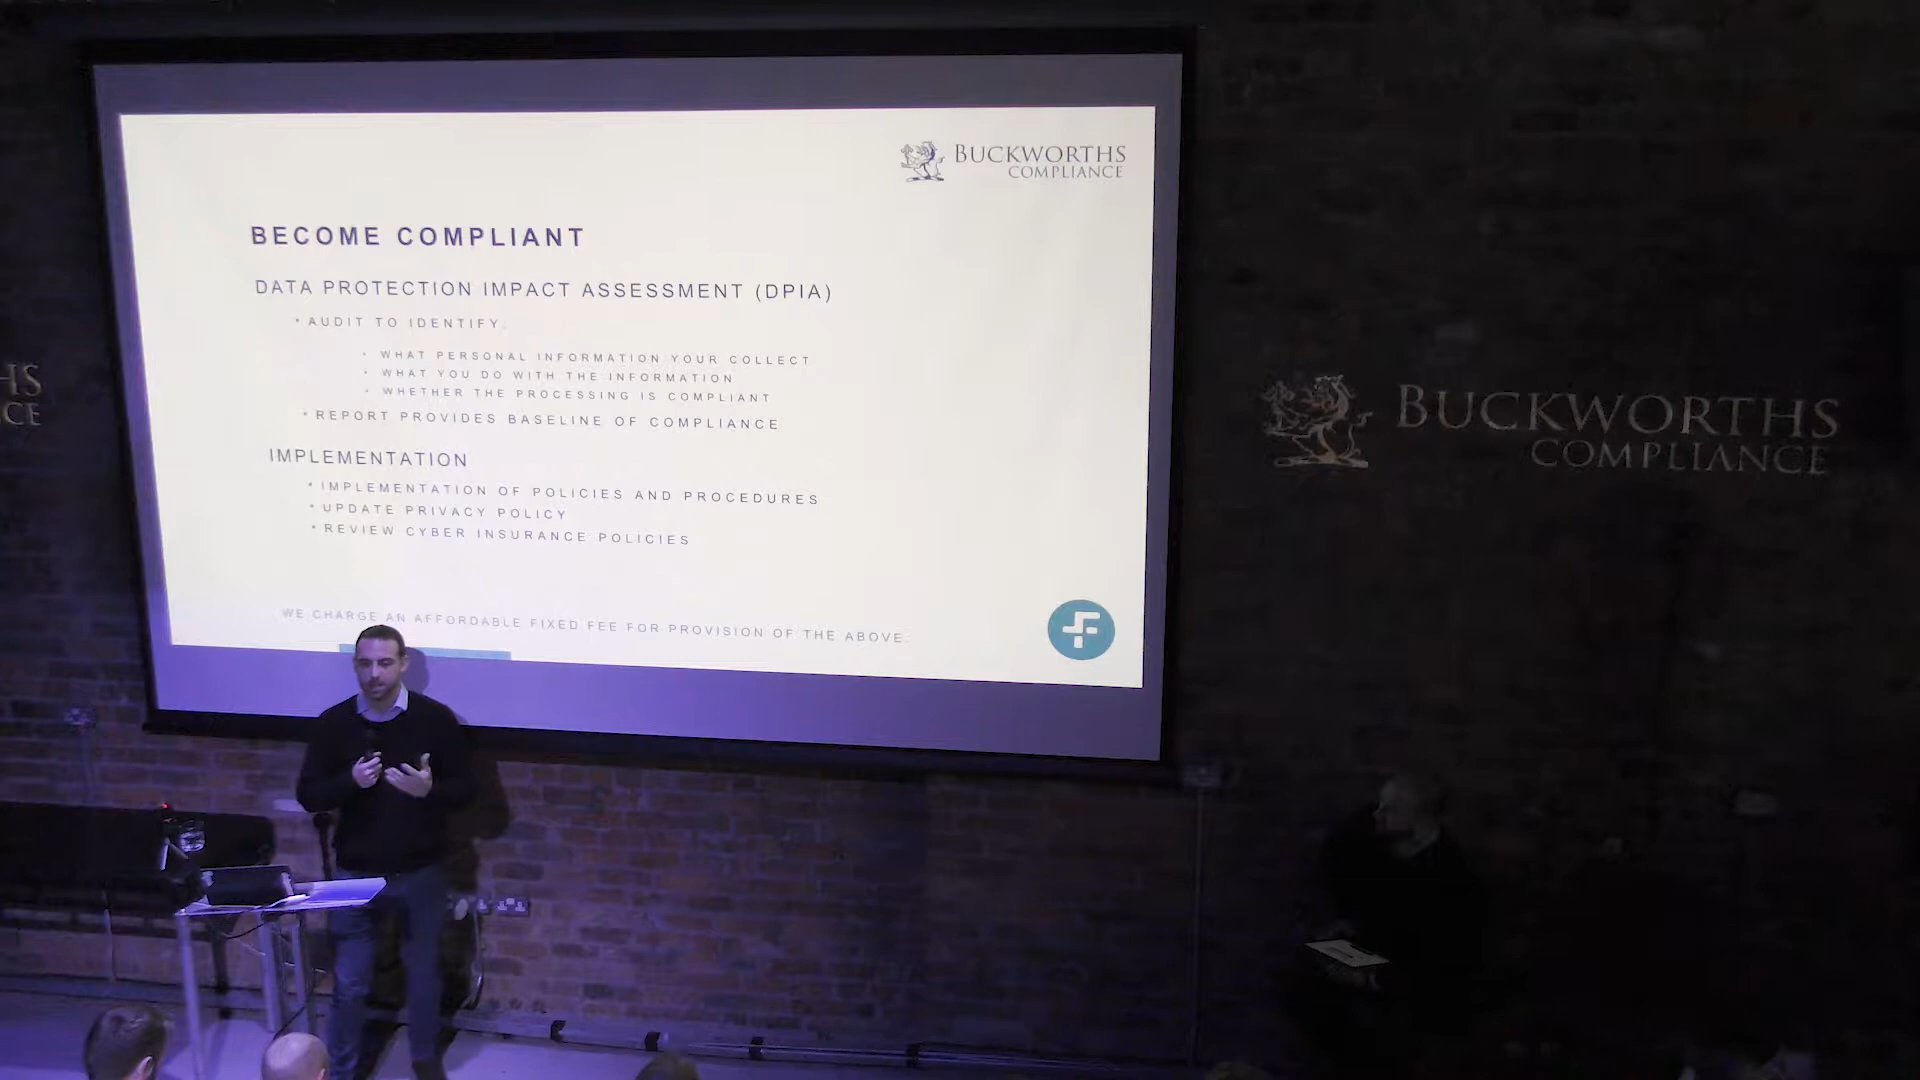 BUCKWORTHS
COMPLIANCE
BECOME COMPLIANT
DATA PROTECTION IMPACT ASSESSMENT (DPIA)
• AUDIT TO IDENTIFY:
• WHAT PERSONAL INFORMATION YOUR COLLECT
• WHAT YOU DO WITH THE INFORMATION
• WHETHER THE PROCESSING IS COMPLIANT
• REPORT PROVIDES BASELINE OF COMPLIANCE
IMPLEMENTATION
• IMPLEMENTATION OF POLICIES AND PROCEDURES
• UPDATE PRIVACY POLICY
• REVIEW CYBER INSURANCE POLICIES
WE CHARGE AN AFFORDABLE FIXED FEE FOR PROVISION OF THE ABOVE.
HS
CE
BUCKWORTHS
COMPLIANCE